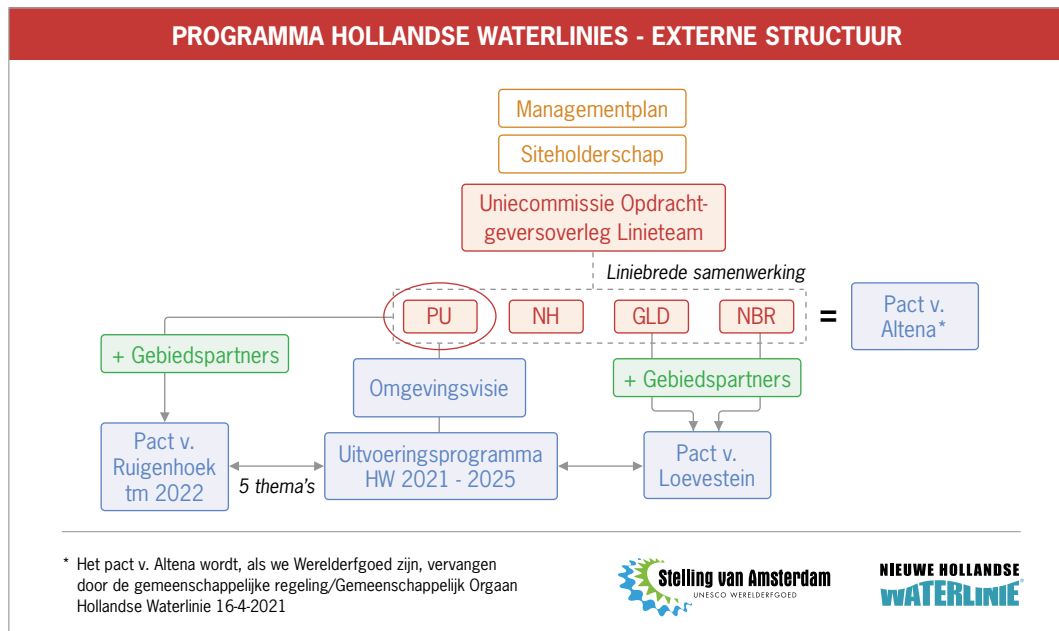 PROGRAMMA HOLLANDSE WATERLINIES - EXTERNE STRUCTUUR
Managementplan
Siteholderschap
Uniecommissie Opdracht-
geversoverleg Linieteam
Liniebrede samenwerking
PU
NH
GLD
NBR
=
Pact v.
Altena*
+ Gebiedspartners
Omgevingsvisie
+ Gebiedspartners
Pact v.
Ruigenhoek
tm 2022
5 thema's
Uitvoeringsprogramma
HW 2021 - 2025
Pact v.
Loevestein
* Het pact v. Altena wordt, als we Werelderfgoed zijn, vervangen
door de gemeenschappelijke regeling/Gemeenschappelijk Orgaan
Hollandse Waterlinie 16-4-2021
Stelling van Amsterdam
UNESCO WERELDERFGOED
NIEUWE HOLLANDSE
WATERLINIE